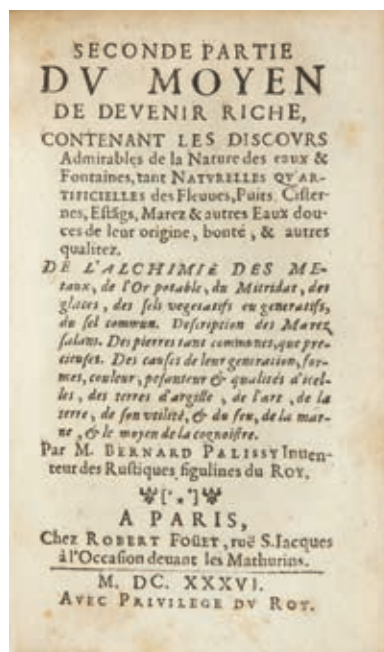 SECONDE PARTIE
DV MOYEN
DE DEVENIR RICHE,
CONTENANT LES DISCOVRS
Admirables de la Nature des eaux &
Fontaines, tant NATVRELLES QV'AR-
TIFICIELLES des Fleuues, Puits Cister-
nes, Estãgs, Marez & autres Eaux dou-
ces de leur origine, bonté, & autres
qualitez.
DE L'ALCHIMIE DES ME-
taux, de l'Or potable, du Mitridat, des
glaces, des sels vegetatifs ou generatifs,
du sel commun. Description des Marez
salans. Des pierres tant communes, que pre-
cieuses. Des causes de leur generation, for-
mes, couleur, pesanteur & qualités d'icel-
les, des terres d'argille, de l'art, de la
terre, de son vtilité, & du feu, de la mar-
ne, & le moyen de la cognoistre.
Par M. BERNARD PALISSY Inuen-
teur des Rustiques figulines du ROY.
A PARIS,
Chez ROBERT FOÜET, ruë S. Iacques
à l'Occasion deuant les Mathurins.
M. DC. XXXVI.
AVEC PRIVILEGE DV ROY.